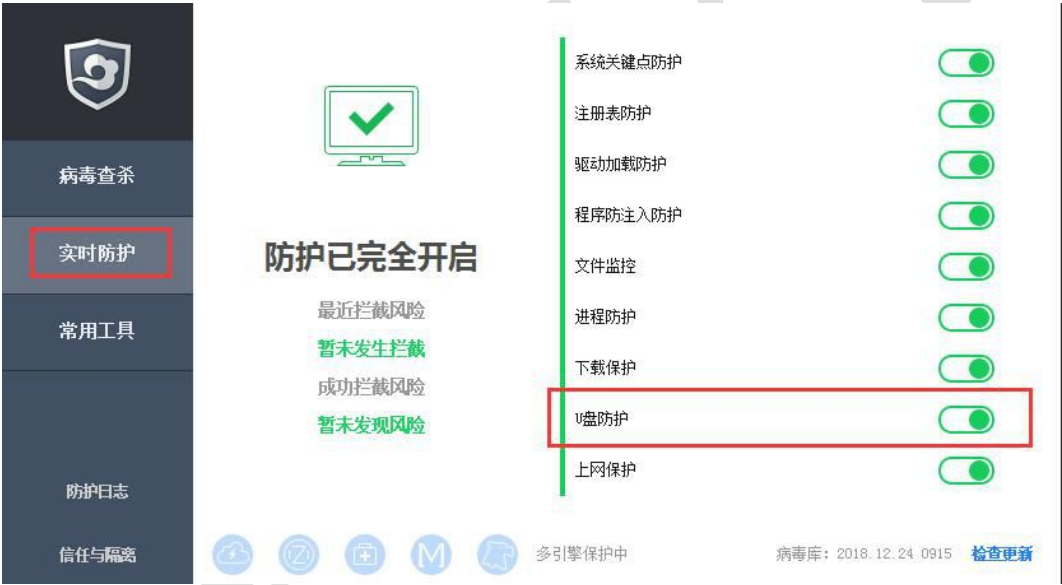 病毒查杀
实时防护
常用工具
防护日志
信任与隔离
防护已完全开启
最近拦截风险
暂未发生拦截
成功拦截风险
暂未发现风险
系统关键点防护
注册表防护
驱动加载防护
程序防注入防护
文件监控
进程防护
下载保护
U盘防护
上网保护
多引擎保护中
病毒库：2018.12.24 0915 检查更新